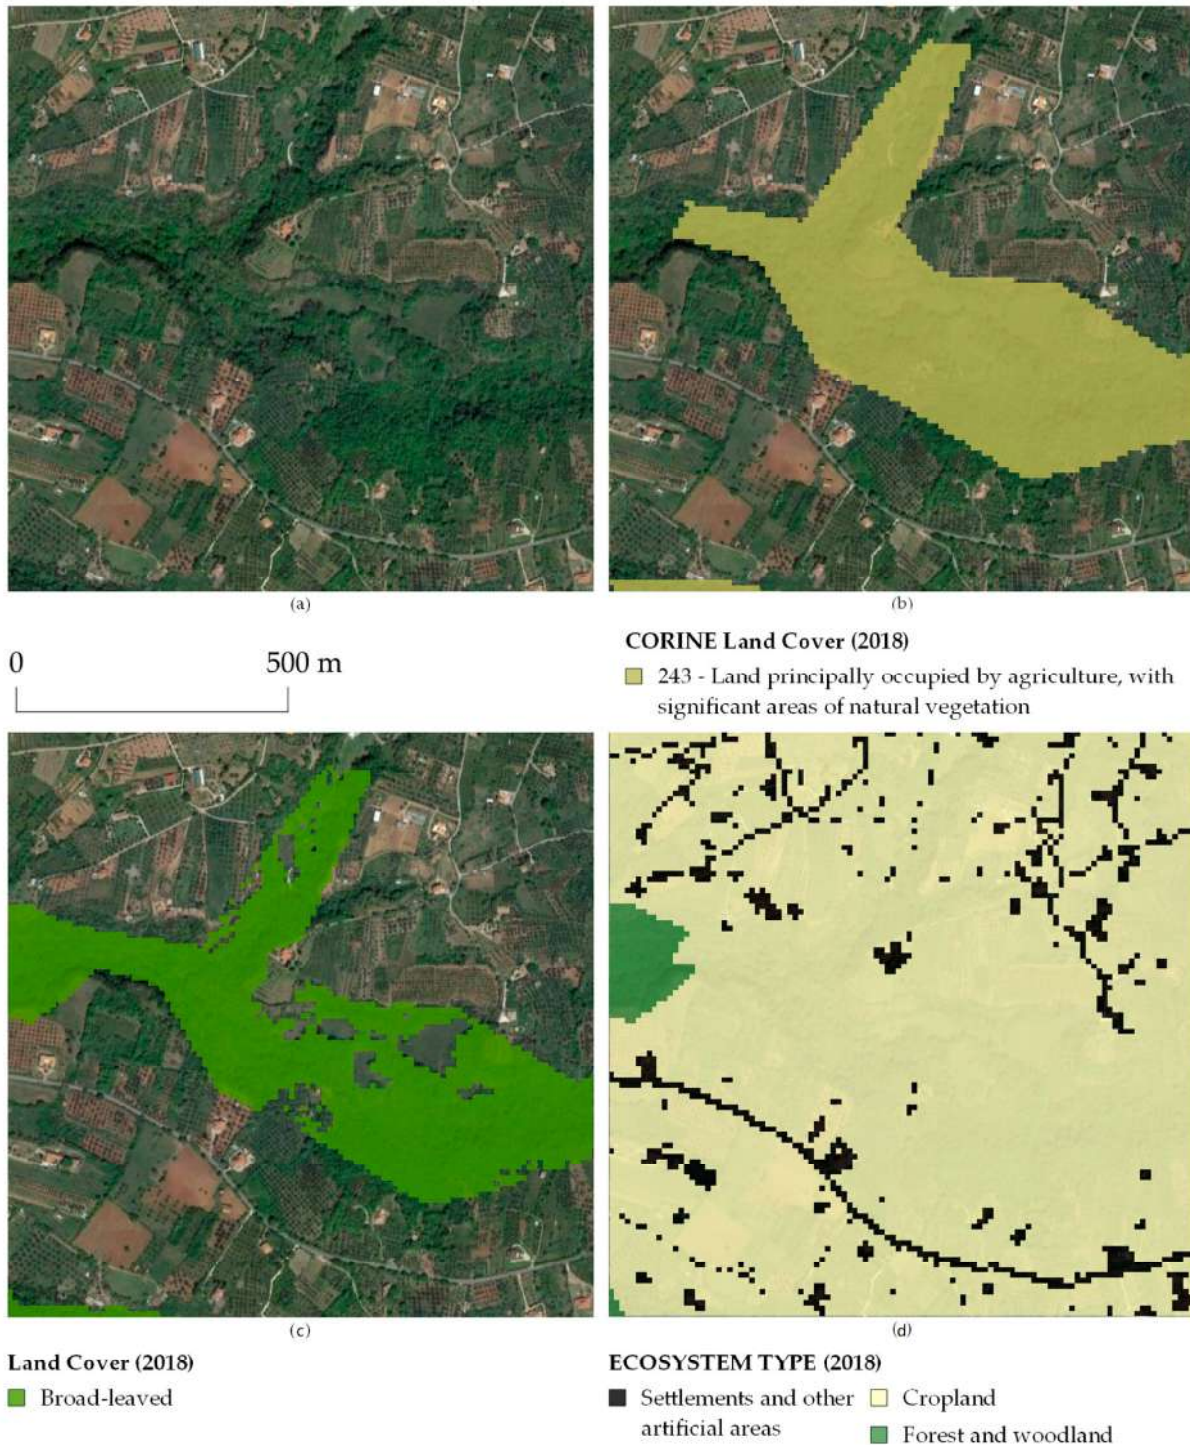 (a)
(b)
0 500 m
CORINE Land Cover (2018)
243 - Land principally occupied by agriculture, with
significant areas of natural vegetation
(c)
(d)
Land Cover (2018)
Broad-leaved
ECOSYSTEM TYPE (2018)
Settlements and other
artificial areas
Cropland
Forest and woodland